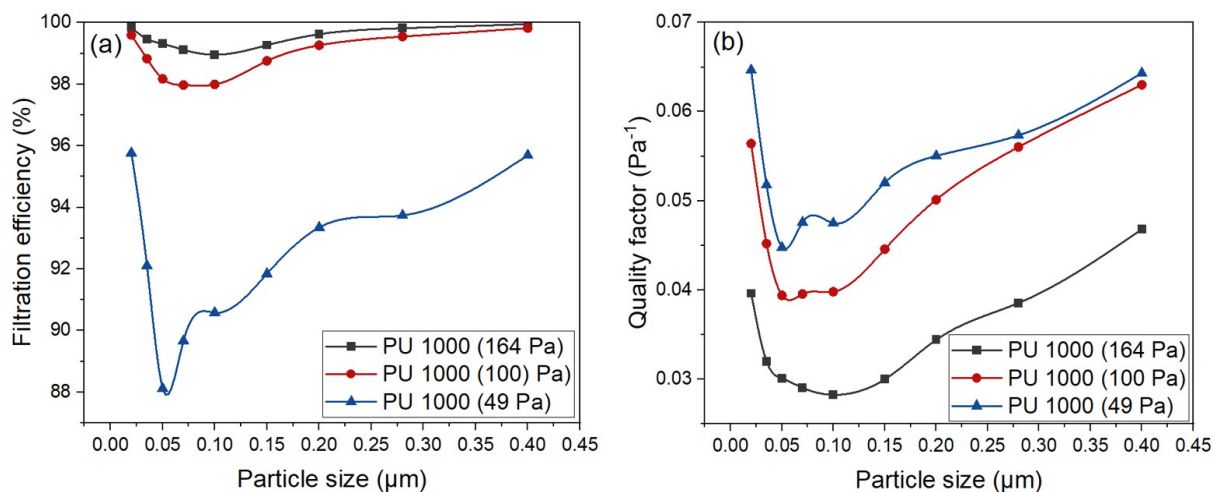 (a)
Filtration efficiency (%)
100
98
96
94
92
90
88
0.00 0.05 0.10 0.15 0.20 0.25 0.30 0.35 0.40 0.45
Particle size (µm)
PU 1000 (164 Pa)
PU 1000 (100) Pa)
PU 1000 (49 Pa)
(b)
Quality factor (Pa⁻¹)
0.07
0.06
0.05
0.04
0.03
0.00 0.05 0.10 0.15 0.20 0.25 0.30 0.35 0.40 0.45
Particle size (µm)
PU 1000 (164 Pa)
PU 1000 (100 Pa)
PU 1000 (49 Pa)